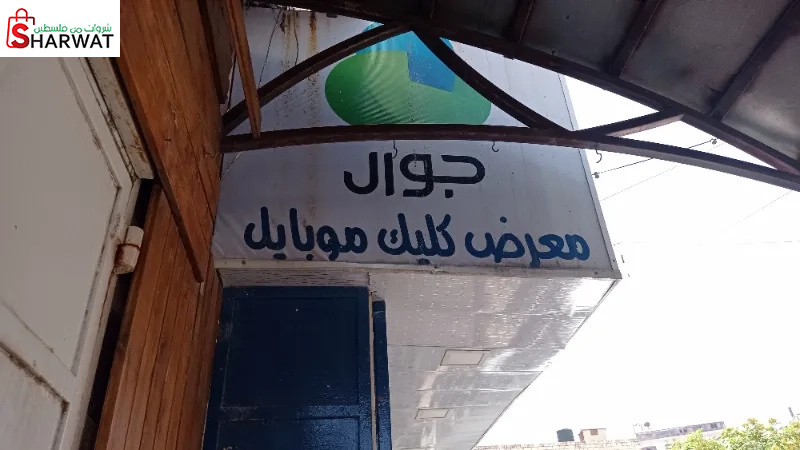 شروات من فلسطين
SHARWAT
جوال
معرض كليك موبايل